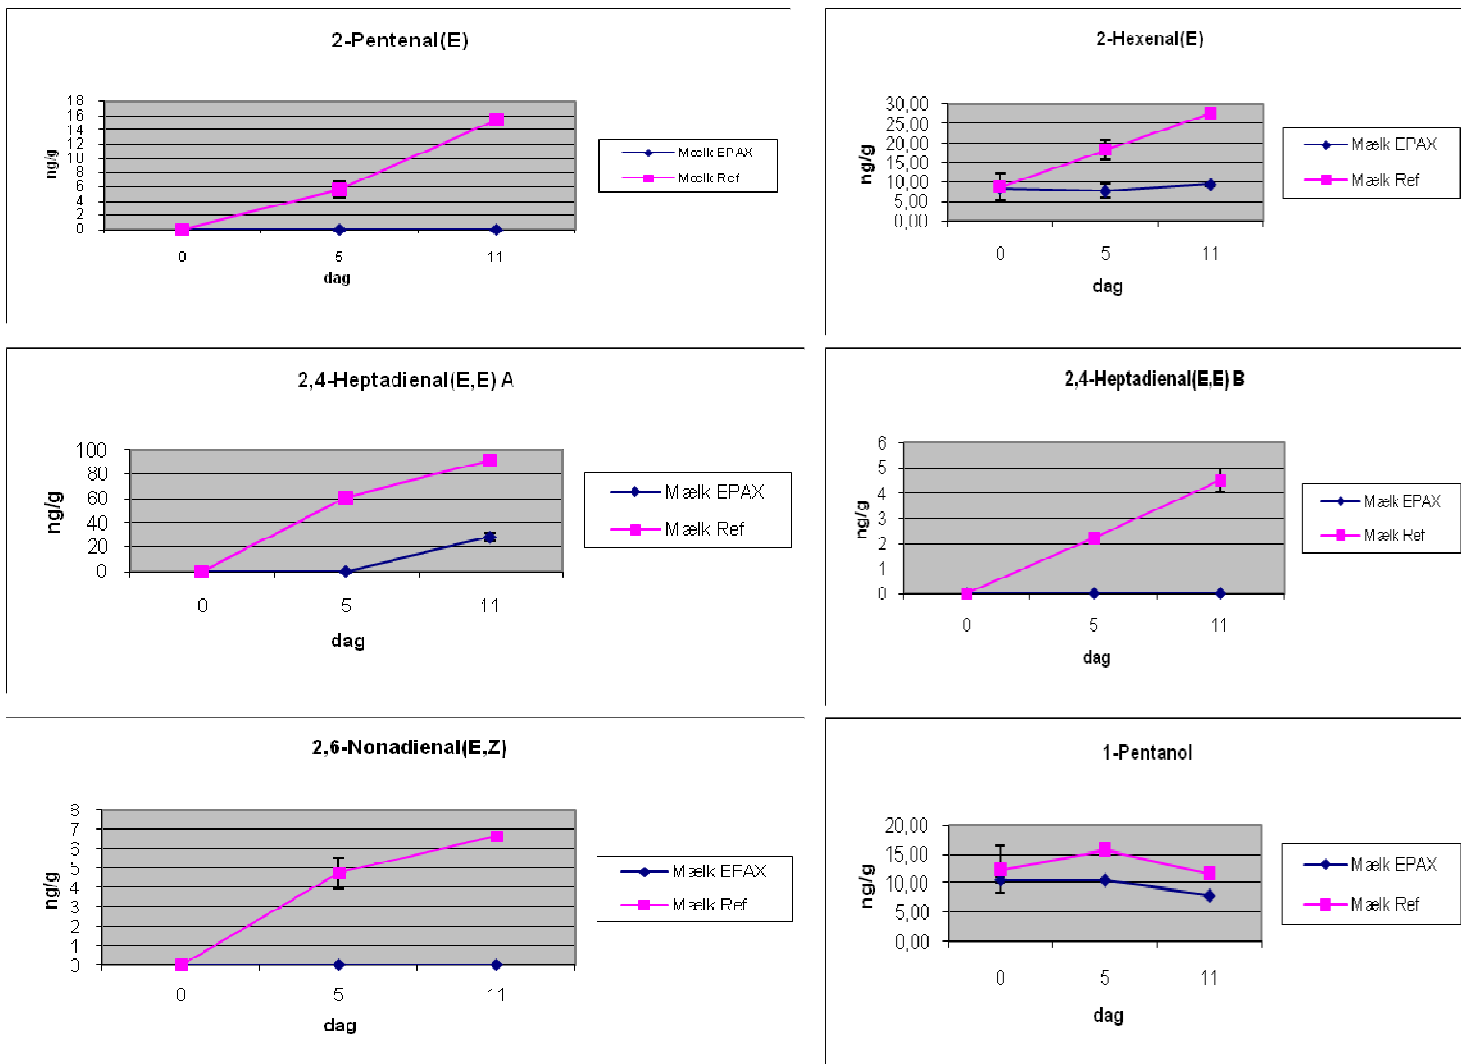 2-Pentenal(E)
18
16
14
12
10
8
6
4
2
0
ng/g
0 5 11
dag
Mælk EPAX
Mælk Ref
2-Hexenal(E)
30,00
25,00
20,00
15,00
10,00
5,00
0,00
ng/g
0 5 11
dag
Mælk EPAX
Mælk Ref
2,4-Heptadienal(E,E) A
100
80
60
40
20
0
ng/g
0 5 11
dag
Mælk EPAX
Mælk Ref
2,4-Heptadienal(E,E) B
6
5
4
3
2
1
0
ng/g
0 5 11
dag
Mælk EPAX
Mælk Ref
2,6-Nonadienal(E,Z)
8
7
6
5
4
3
2
1
0
ng/g
0 5 11
dag
Mælk EPAX
Mælk Ref
1-Pentanol
20,00
15,00
10,00
5,00
0,00
ng/g
0 5 11
dag
Mælk EPAX
Mælk Ref